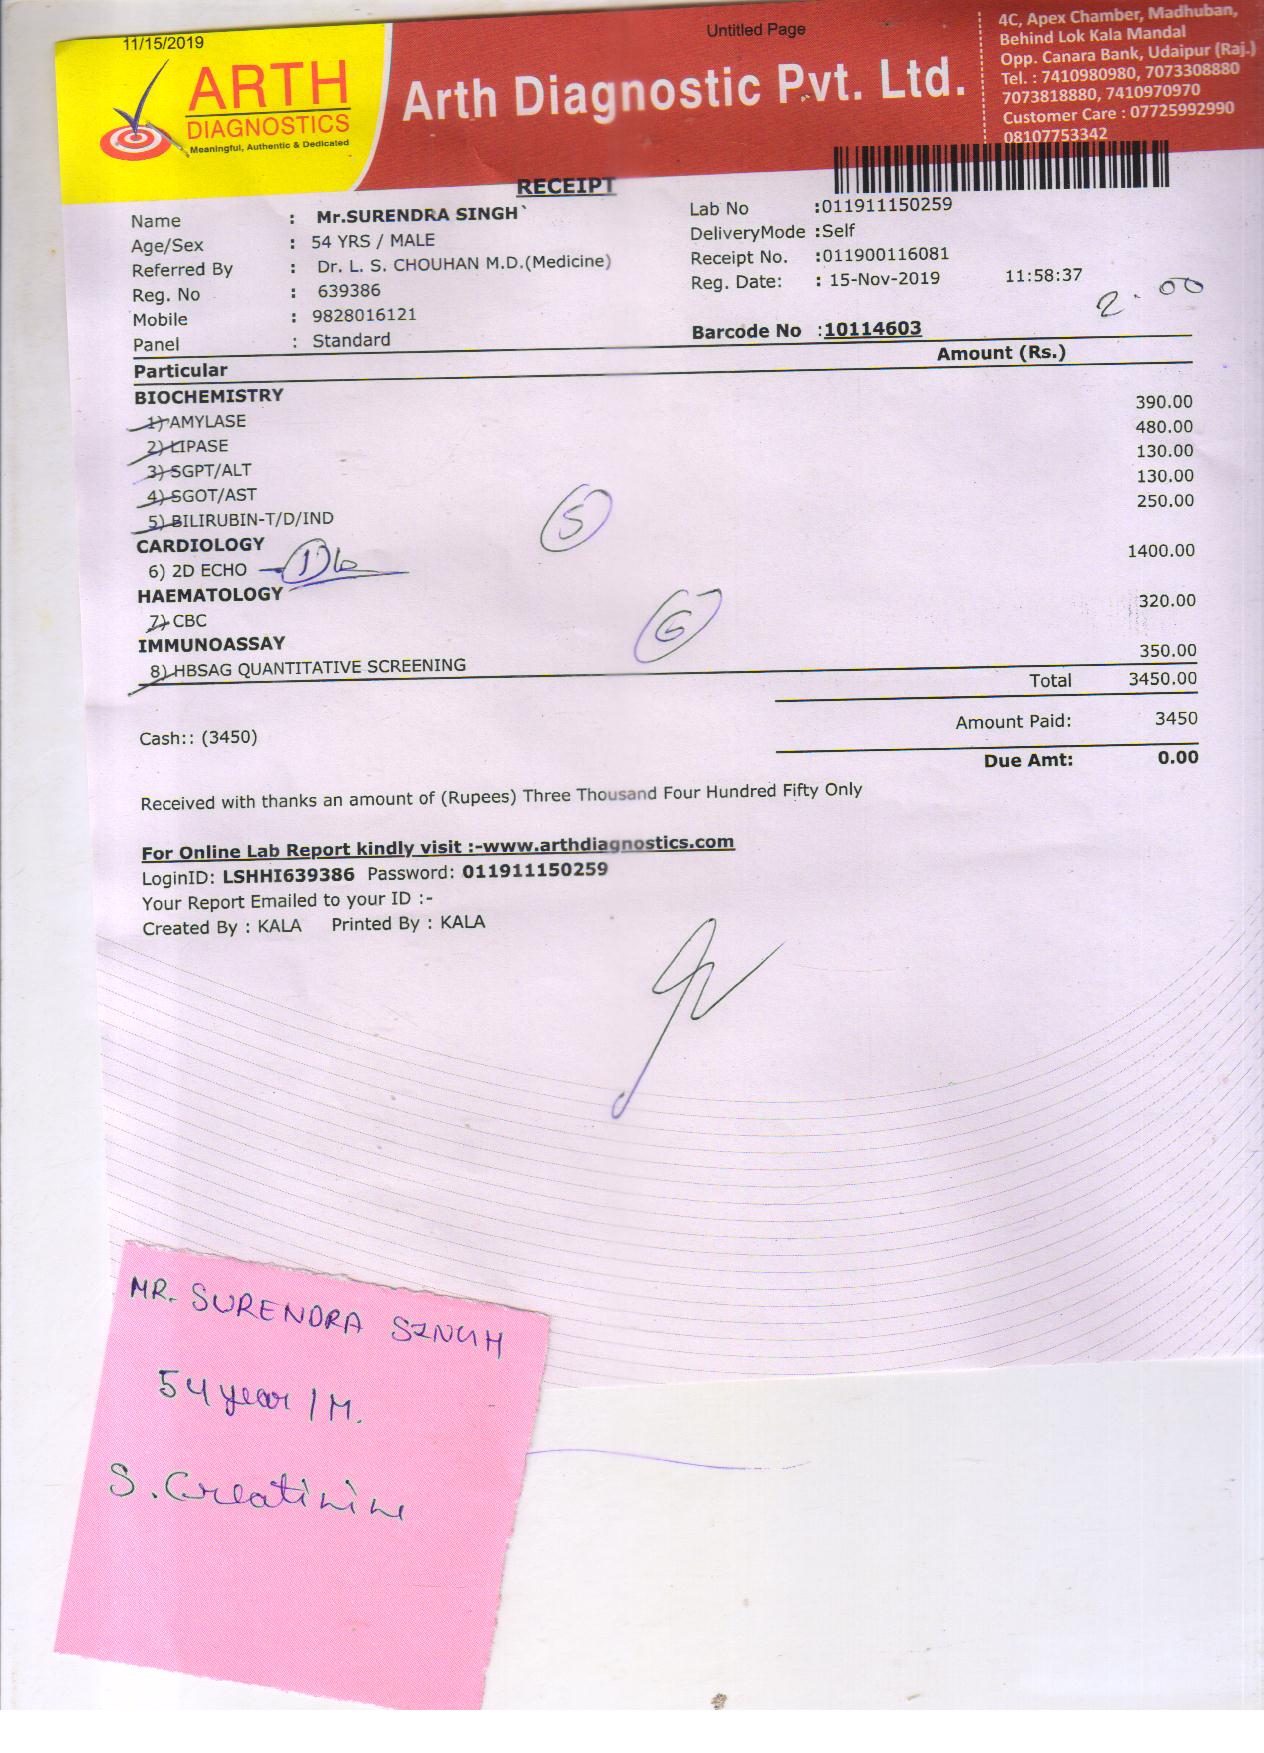 11/15/2019
Untitled Page
ARTH
DIAGNOSTICS
Meaningful, Authentic & Dedicated
Arth Diagnostic Pvt. Ltd.
4C, Apex Chamber, Madhuban,
Behind Lok Kala Mandal
Opp. Canara Bank, Udaipur (Raj.)
Tel. : 7410980980, 7073308880
7073818880, 7410970970
Customer Care : 07725992990
08107753342
RECEIPT
Name : Mr.SURENDRA SINGH`
Age/Sex : 54 YRS / MALE
Referred By : Dr. L. S. CHOUHAN M.D.(Medicine)
Reg. No : 639386
Mobile : 9828016121
Panel : Standard
Lab No :011911150259
DeliveryMode :Self
Receipt No. :011900116081
Reg. Date: : 15-Nov-2019 11:58:37
2.00
Barcode No :10114603
Particular Amount (Rs.)
BIOCHEMISTRY
1) AMYLASE 390.00
2) LIPASE 480.00
3) SGPT/ALT 130.00
4) SGOT/AST 130.00
5) BILIRUBIN-T/D/IND 250.00
5
CARDIOLOGY
6) 2D ECHO 1400.00
HAEMATOLOGY
7) CBC 320.00
6
IMMUNOASSAY
8) HBSAG QUANTITATIVE SCREENING 350.00
Total 3450.00
Amount Paid: 3450
Cash:: (3450)
Due Amt: 0.00
Received with thanks an amount of (Rupees) Three Thousand Four Hundred Fifty Only
For Online Lab Report kindly visit :-www.arthdiagnostics.com
LoginID: LSHHI639386 Password: 011911150259
Your Report Emailed to your ID :-
Created By : KALA Printed By : KALA
MR. SURENDRA SINGH
54 year / M.
S. Creatinine